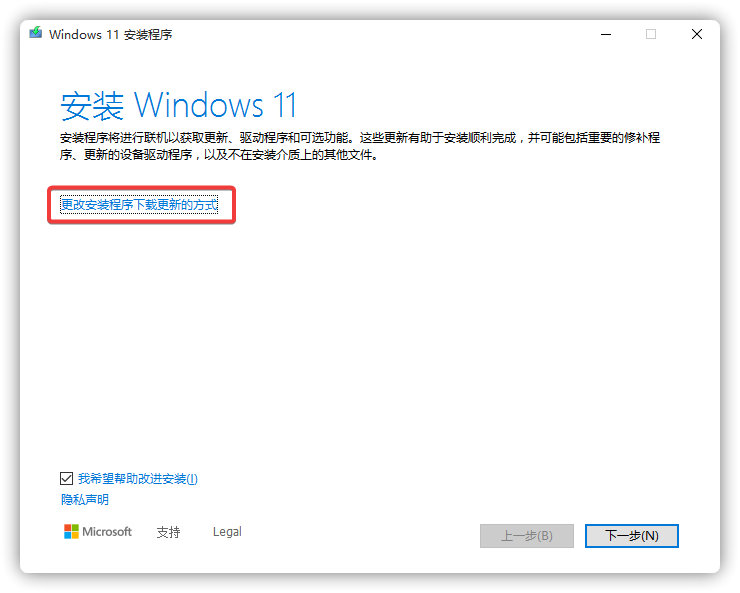 Windows 11 安装程序
安装 Windows 11
安装程序将进行联机以获取更新、驱动程序和可选功能。这些更新有助于安装顺利完成，并可能包括重要的修补程
序、更新的设备驱动程序，以及不在安装介质上的其他文件。
更改安装程序下载更新的方式
我希望帮助改进安装(I)
隐私声明
Microsoft 支持 Legal 上一步(B) 下一步(N)